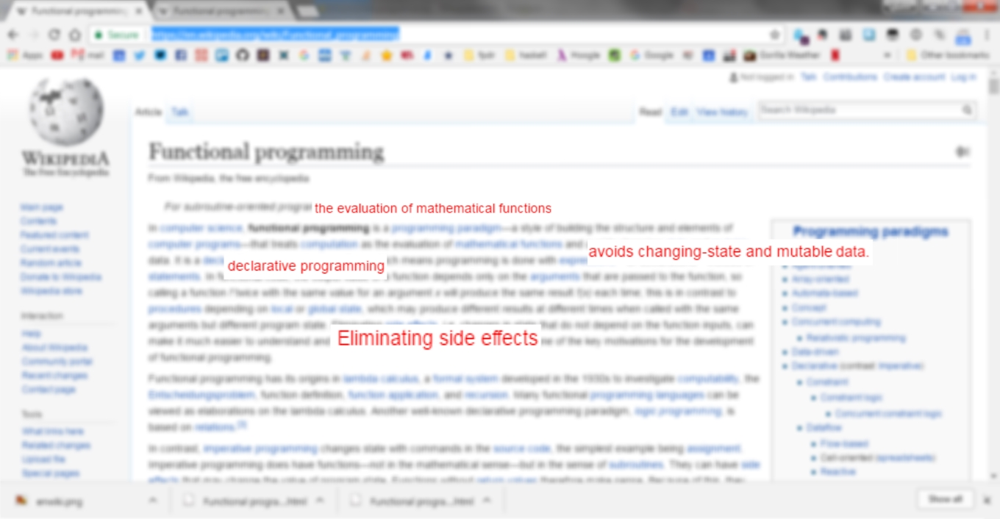 Functional programming
Functional programming
Secure
https://en.wikipedia.org/wiki/Functional_programming
Apps
mail
haskell
Hoogle
Google
Gorilla Weather
Other bookmarks
Not logged in Talk Contributions Create account Log in
Article Talk
Read Edit View history
Search Wikipedia
WIKIPEDIA
The Free Encyclopedia
Functional programming
From Wikipedia, the free encyclopedia
Main page
Contents
Featured content
Current events
Random article
Donate to Wikipedia
Wikipedia store
Interaction
Help
About Wikipedia
Community portal
Recent changes
Contact page
Tools
What links here
Related changes
Upload file
Special pages
For subroutine-oriented program
the evaluation of mathematical functions
In computer science, functional programming is a programming paradigm—a style of building the structure and elements of
computer programs—that treats computation as the evaluation of mathematical functions and
avoids changing-state and mutable data.
data. It is a
declarative programming
which means programming is done with
statements. In
function depends only on the arguments that are passed to the function, so
calling a function f twice with the same value for an argument x will produce the same result f(x) each time; this is in contrast to
procedures depending on local or global state, which may produce different results at different times when called with the same
arguments but different program state. Eliminating side effects, i.e. changes in state that do not depend on the function inputs, can
make it much easier to understand and
Eliminating side effects
one of the key motivations for the development
of functional programming.
Functional programming has its origins in lambda calculus, a formal system developed in the 1930s to investigate computability, the
Entscheidungsproblem, function definition, function application, and recursion. Many functional programming languages can be
viewed as elaborations on the lambda calculus. Another well-known declarative programming paradigm, logic programming, is
based on relations.[1]
In contrast, imperative programming changes state with commands in the source code, the simplest example being assignment.
Imperative programming does have functions—not in the mathematical sense—but in the sense of subroutines. They can have side
effects that may change the value of program state. Functions without return values therefore make sense. Because of this, they
Programming paradigms
Agent-oriented
Array-oriented
Automata-based
Concept
Concurrent computing
Relativistic programming
Data-driven
Declarative (contrast: Imperative)
Constraint
Constraint logic
Concurrent constraint logic
Dataflow
Flow-based
Cell-oriented (spreadsheets)
Reactive
enwiki.png
Functional progra....html
Functional progra....html
Show all